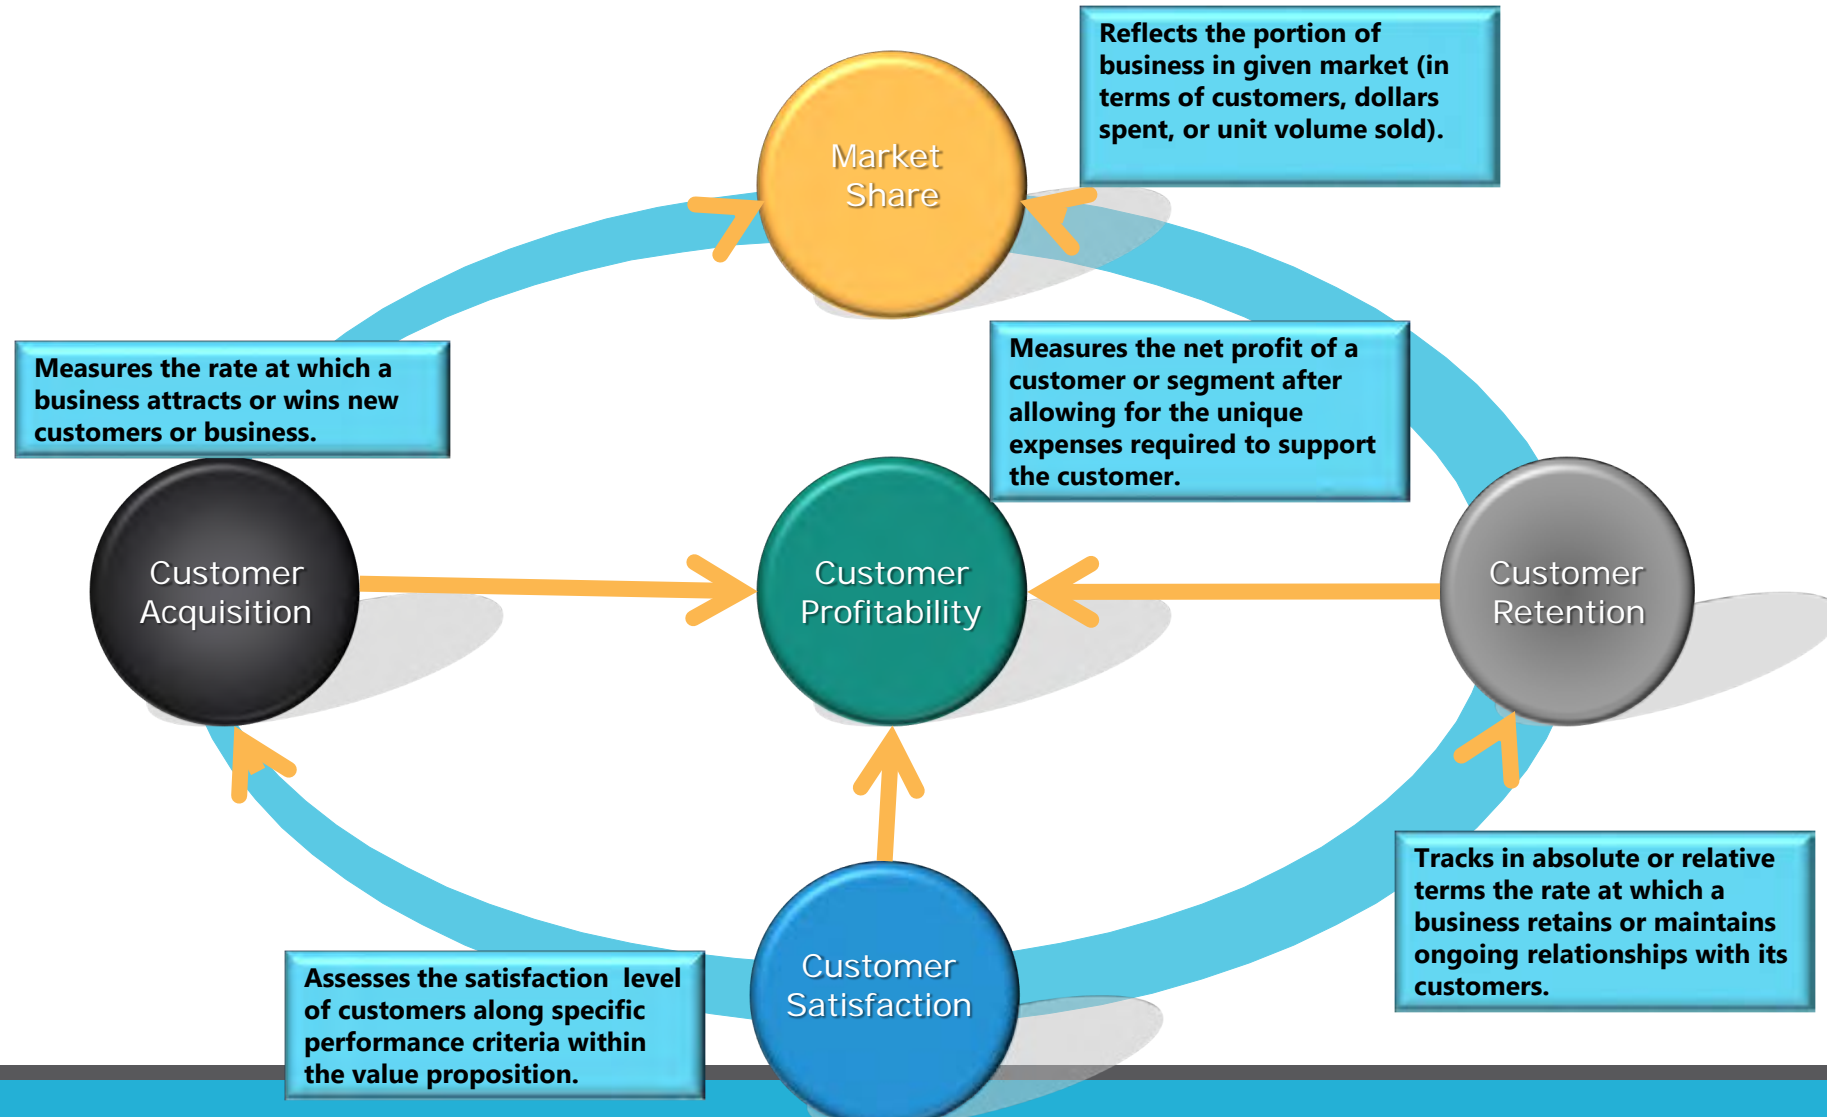 Reflects the portion of
business in given market (in
terms of customers, dollars
spent, or unit volume sold).
Market
Share
Measures the rate at which a
business attracts or wins new
customers or business.
Measures the net profit of a
customer or segment after
allowing for the unique
expenses required to support
the customer.
Customer
Acquisition
Customer
Profitability
Customer
Retention
Tracks in absolute or relative
terms the rate at which a
business retains or maintains
ongoing relationships with its
customers.
Assesses the satisfaction level
of customers along specific
performance criteria within
the value proposition.
Customer
Satisfaction